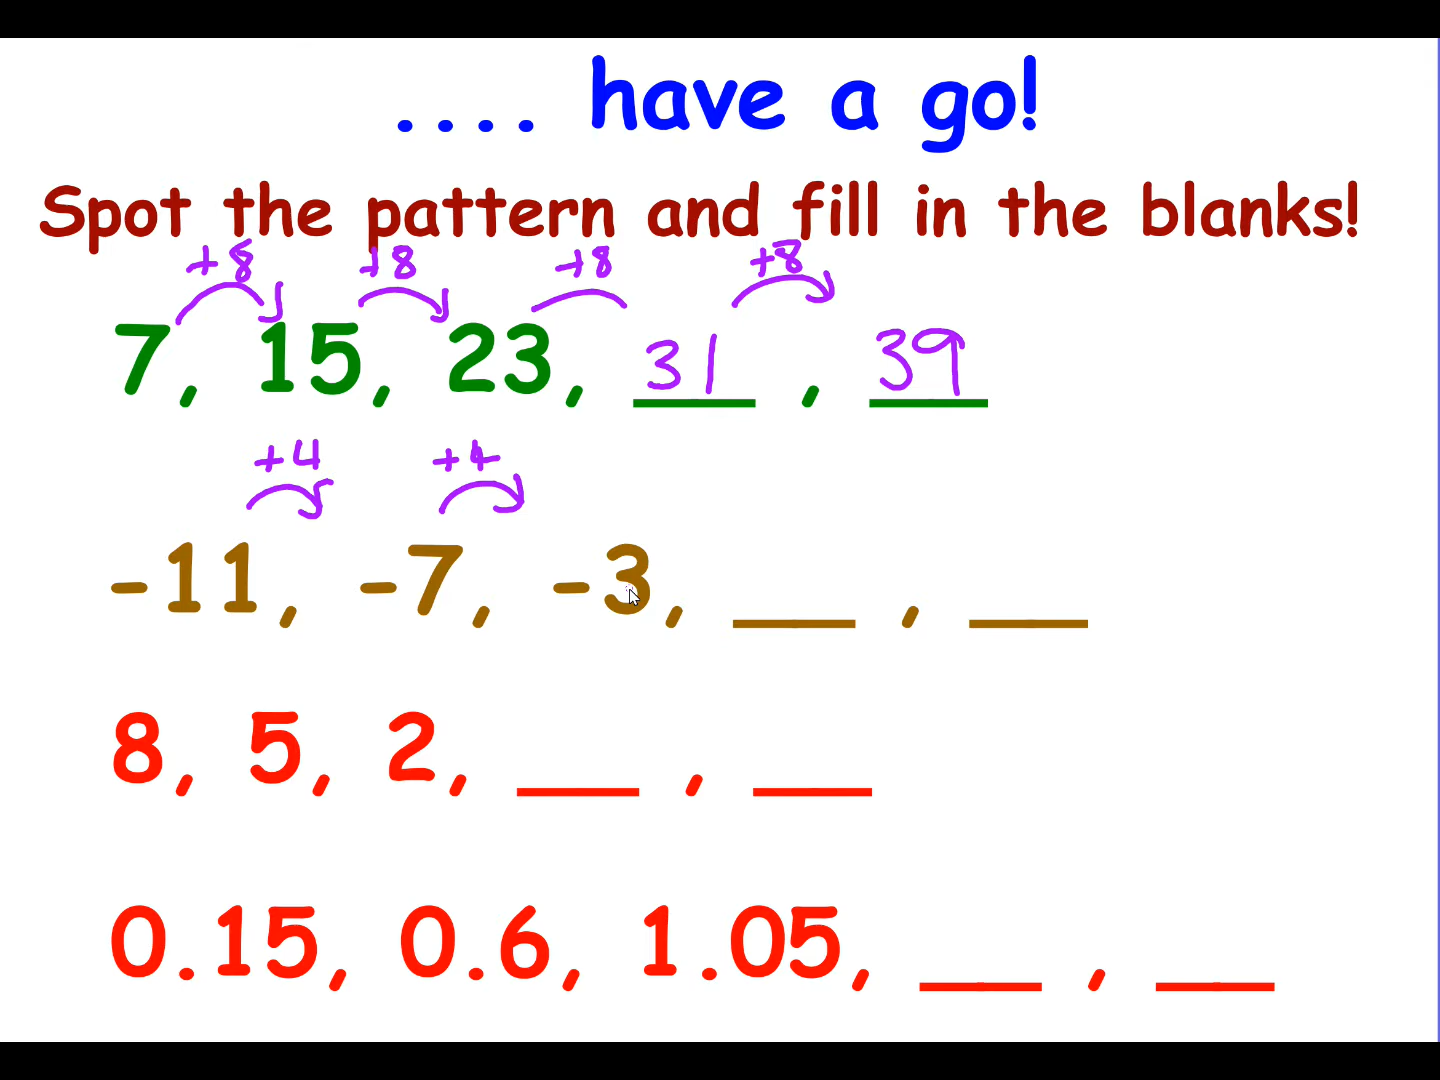 .... have a go!
Spot the pattern and fill in the blanks!
+8 +8 +8 +8
7, 15, 23, 31, 39
+4 +4
-11, -7, -3, __ , __
8, 5, 2, __ , __
0.15, 0.6, 1.05, __ , __